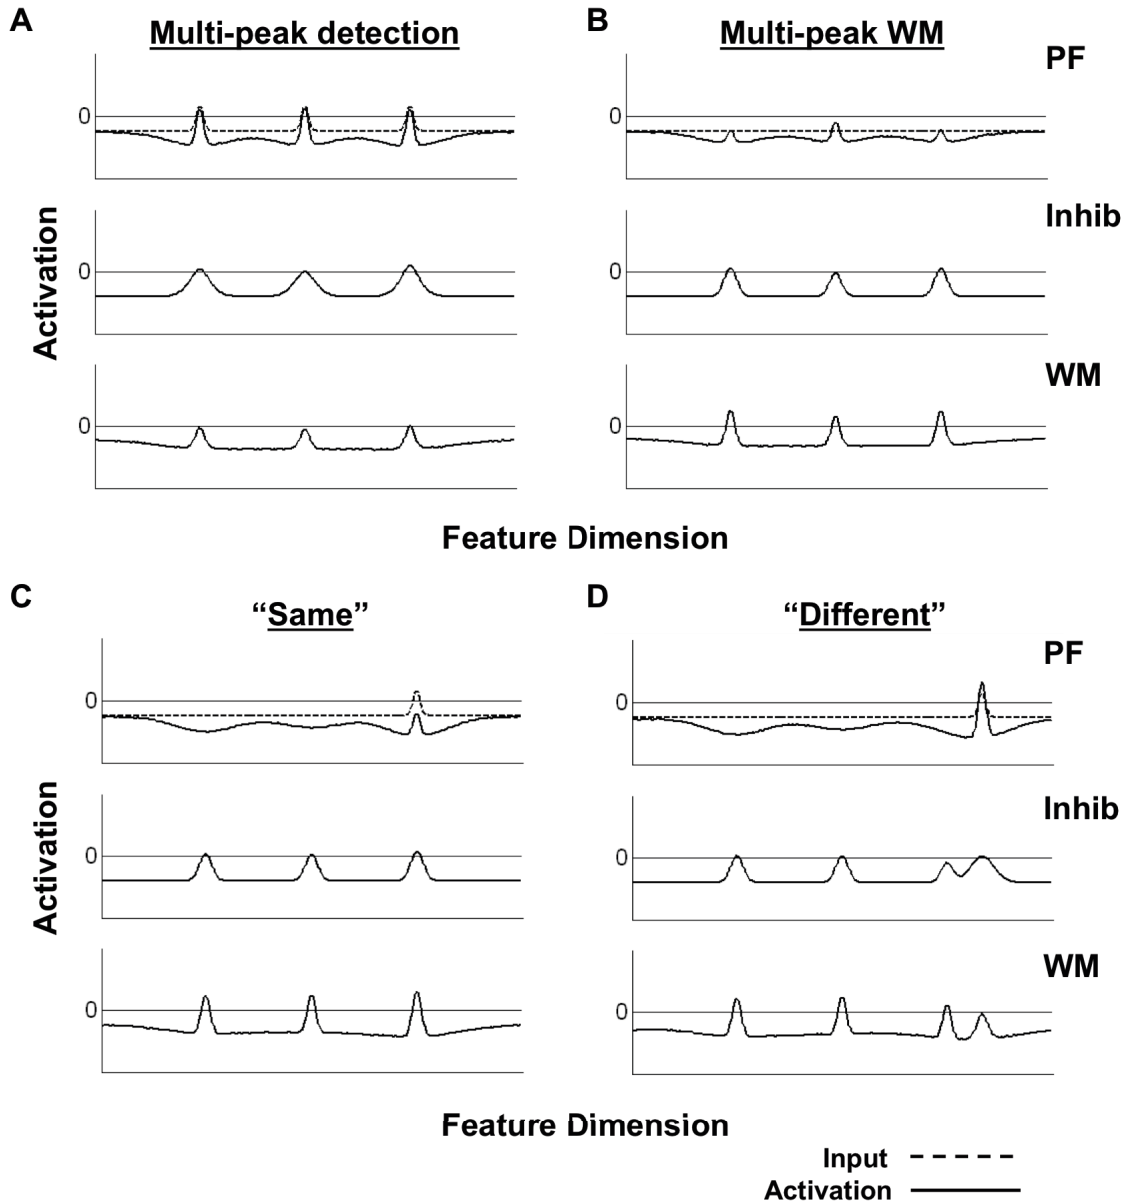 A
Multi-peak detection
B
Multi-peak WM
PF
0
0
Inhib
0
0
WM
0
0
Activation
Feature Dimension
C
“Same”
D
“Different”
PF
0
0
Inhib
0
0
WM
0
0
Activation
Feature Dimension
Input
Activation